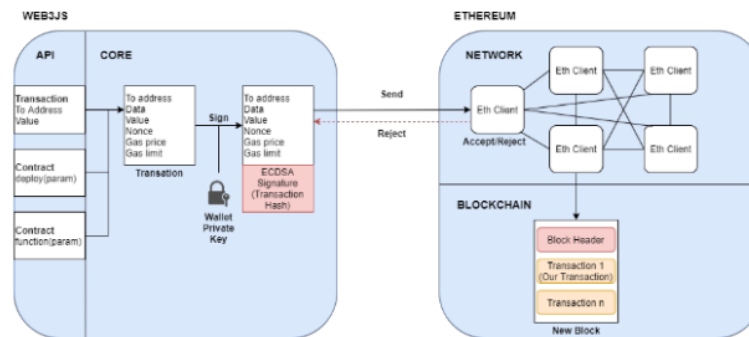 WEB3JS
API
CORE
Transaction
To Address
Value
Contract
deploy(param)
Contract
function(param)
To address
Data
Value
Nonce
Gas price
Gas limit
Transation
Sign
Wallet
Private
Key
To address
Data
Value
Nonce
Gas price
Gas limit
ECDSA
Signature
(Transaction
Hash)
Send
Reject
ETHEREUM
NETWORK
Eth Client
Accept/Reject
Eth Client
Eth Client
Eth Client
Eth Client
BLOCKCHAIN
Block Header
Transaction 1
(Our Transaction)
Transaction n
New Block